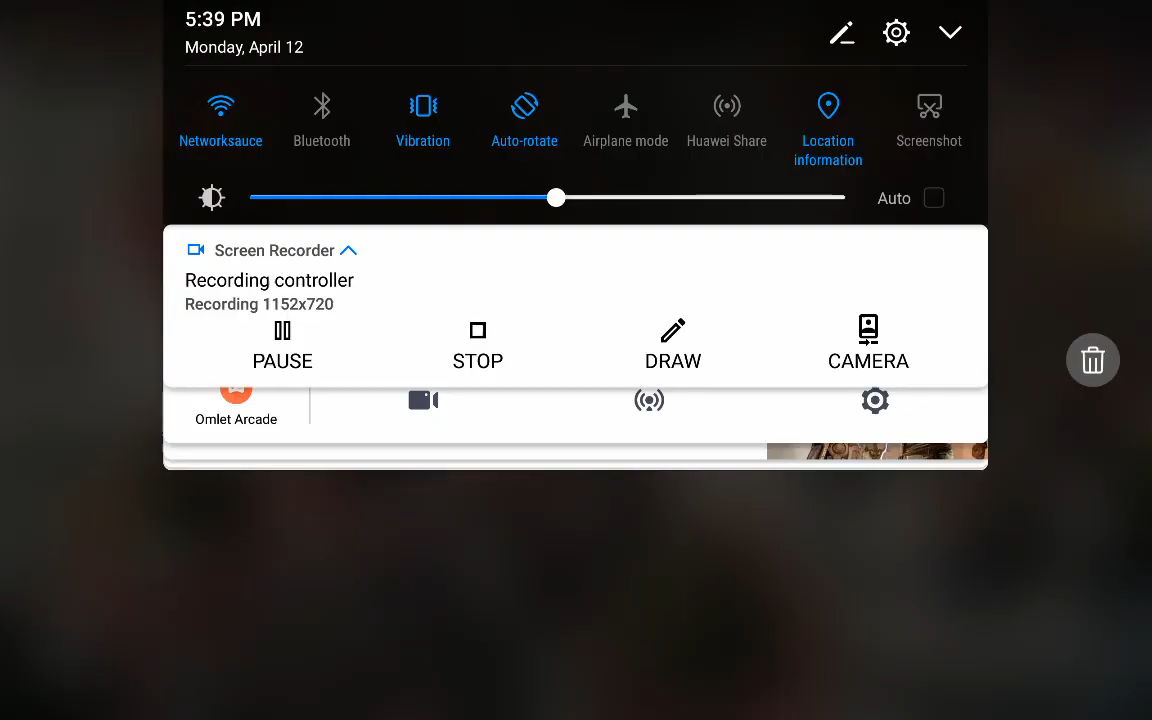 5:39 PM
Monday, April 12
Networksauce
Bluetooth
Vibration
Auto-rotate
Airplane mode
Huawei Share
Location information
Screenshot
Auto
Screen Recorder
Recording controller
Recording 1152x720
PAUSE
STOP
DRAW
CAMERA
Omlet Arcade